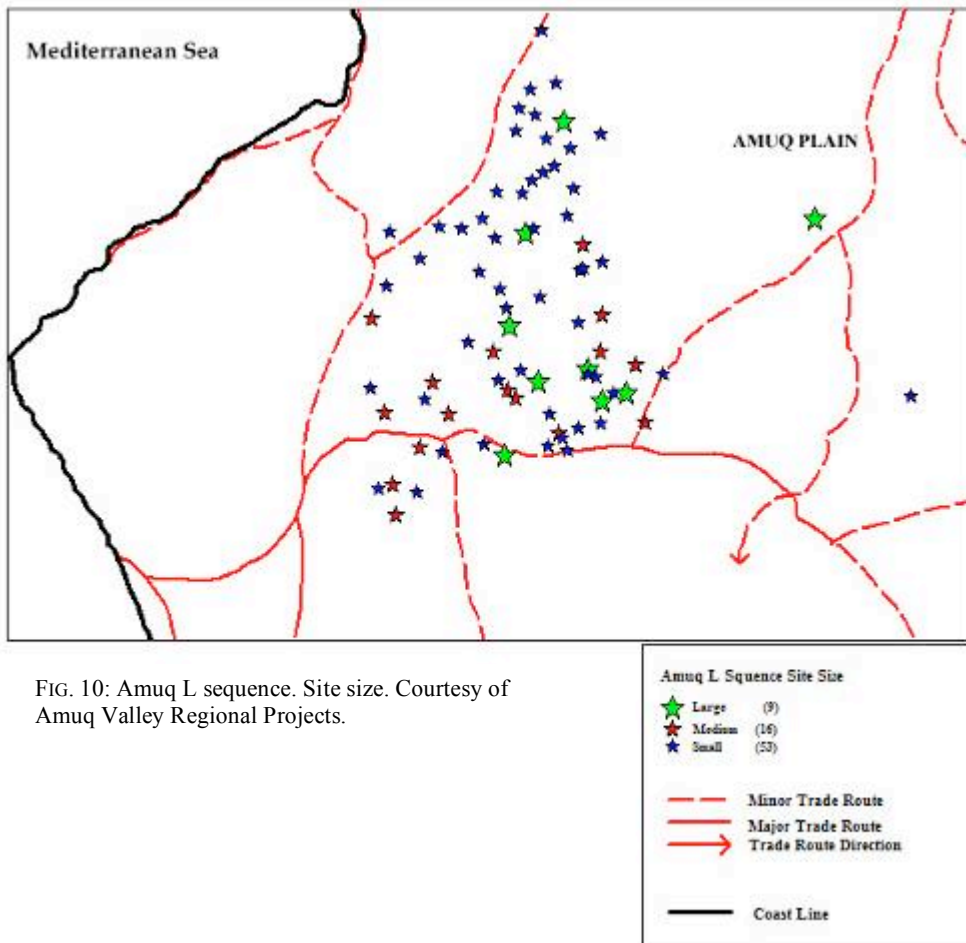 Mediterranean Sea
AMUQ PLAIN
FIG. 10: Amuq L sequence. Site size. Courtesy of
Amuq Valley Regional Projects.
Amuq L Squence Site Size
Large (9)
Medium (16)
Small (53)
Minor Trade Route
Major Trade Route
Trade Route Direction
Coast Line